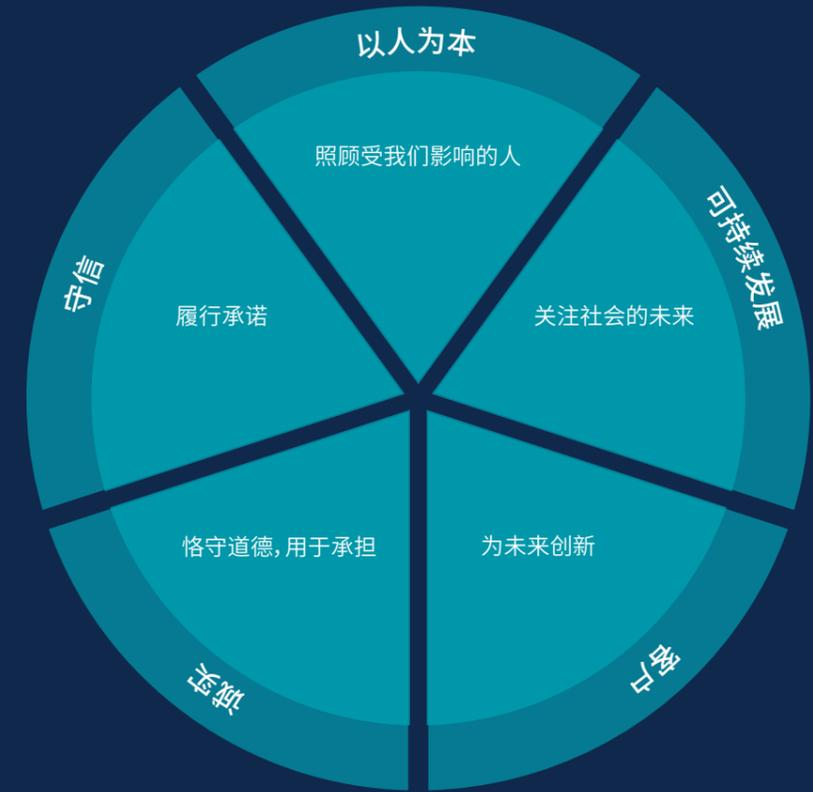 以人为本
照顾受我们影响的人
可持续发展
关注社会的未来
客户
为未来创新
诚实
恪守道德，用于承担
守信
履行承诺